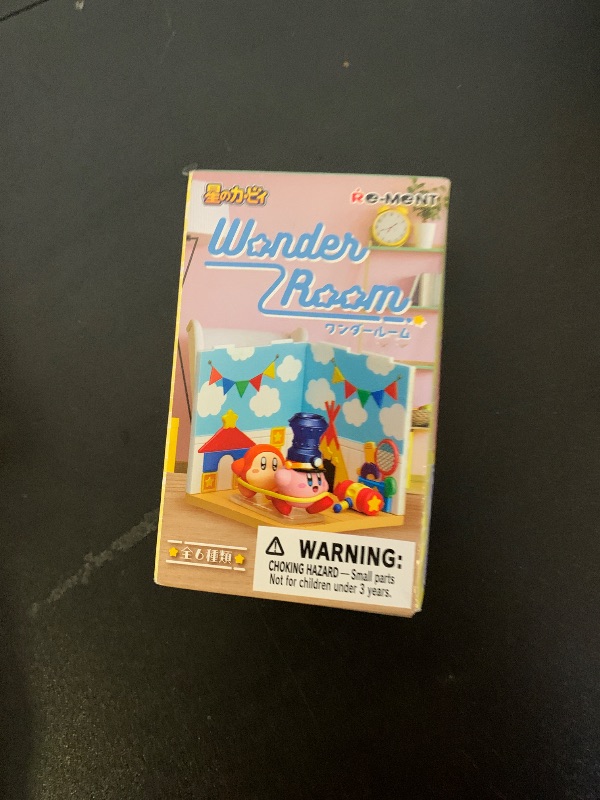 星のカービィ
Re-MENT
Wonder
Room
ワンダールーム
全6種類
WARNING:
CHOKING HAZARD — Small parts
Not for children under 3 years.